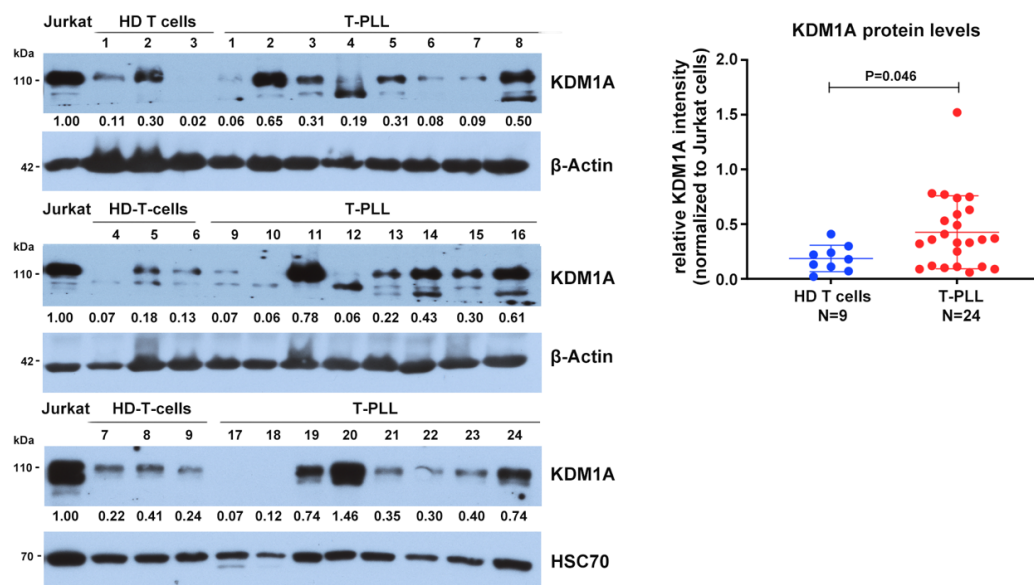 Jurkat HD T cells T-PLL
kDa 1 2 3 1 2 3 4 5 6 7 8
110 - KDM1A
1.00 0.11 0.30 0.02 0.06 0.65 0.31 0.19 0.31 0.08 0.09 0.50
42 - β-Actin
Jurkat HD-T-cells T-PLL
kDa 4 5 6 9 10 11 12 13 14 15 16
110 - KDM1A
1.00 0.07 0.18 0.13 0.07 0.06 0.78 0.06 0.22 0.43 0.30 0.61
42 - β-Actin
Jurkat HD-T-cells T-PLL
kDa 7 8 9 17 18 19 20 21 22 23 24
110 - KDM1A
1.00 0.22 0.41 0.24 0.07 0.12 0.74 1.46 0.35 0.30 0.40 0.74
70 - HSC70
KDM1A protein levels
P=0.046
relative KDM1A intensity
(normalized to Jurkat cells)
2.0
1.5
1.0
0.5
0.0
HD T cells T-PLL
N=9 N=24